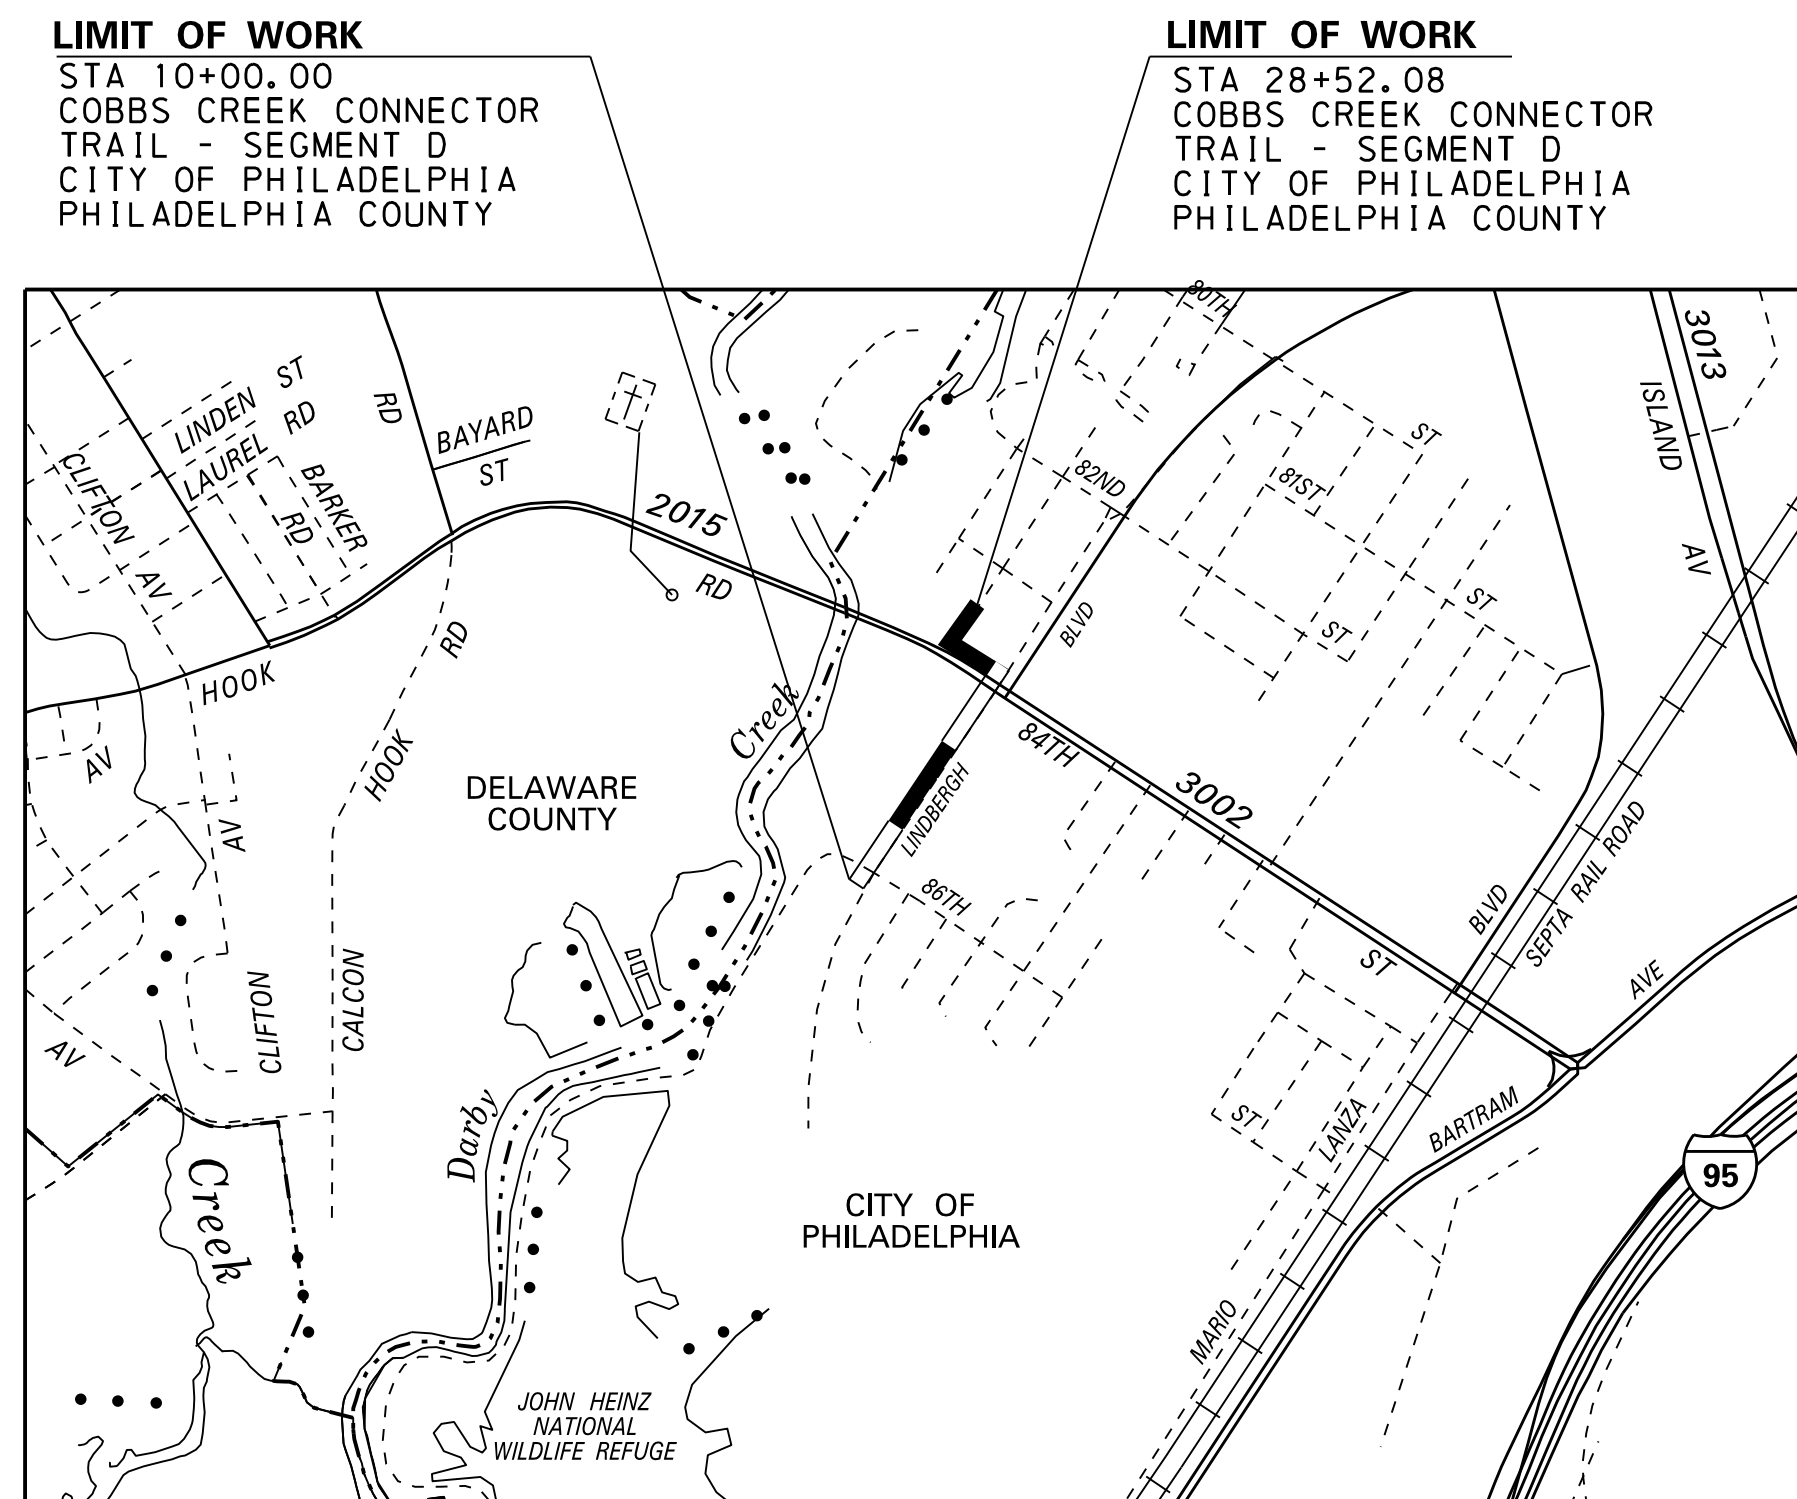 LIMIT OF WORK
STA 10+00.00
COBBS CREEK CONNECTOR
TRAIL - SEGMENT D
CITY OF PHILADELPHIA
PHILADELPHIA COUNTY
LIMIT OF WORK
STA 28+52.08
COBBS CREEK CONNECTOR
TRAIL - SEGMENT D
CITY OF PHILADELPHIA
PHILADELPHIA COUNTY
80TH
3013
ISLAND
AV
LINDEN
ST
LAUREL
RD
RD
BAYARD
ST
CLIFTON
AV
BARKER
RD
2015
RD
82ND
81ST
ST
ST
ST
BLVD
HOOK
RD
HOOK
AV
Creek
84TH
3002
DELAWARE
COUNTY
LINDBERGH
AV
86TH
BLVD
SEPTA RAIL ROAD
ST
AVE
CLIFTON
CALCON
AV
Darby
ST
LANZA
BARTRAM
95
Creek
CITY OF
PHILADELPHIA
MARIO
JOHN HEINZ
NATIONAL
WILDLIFE REFUGE